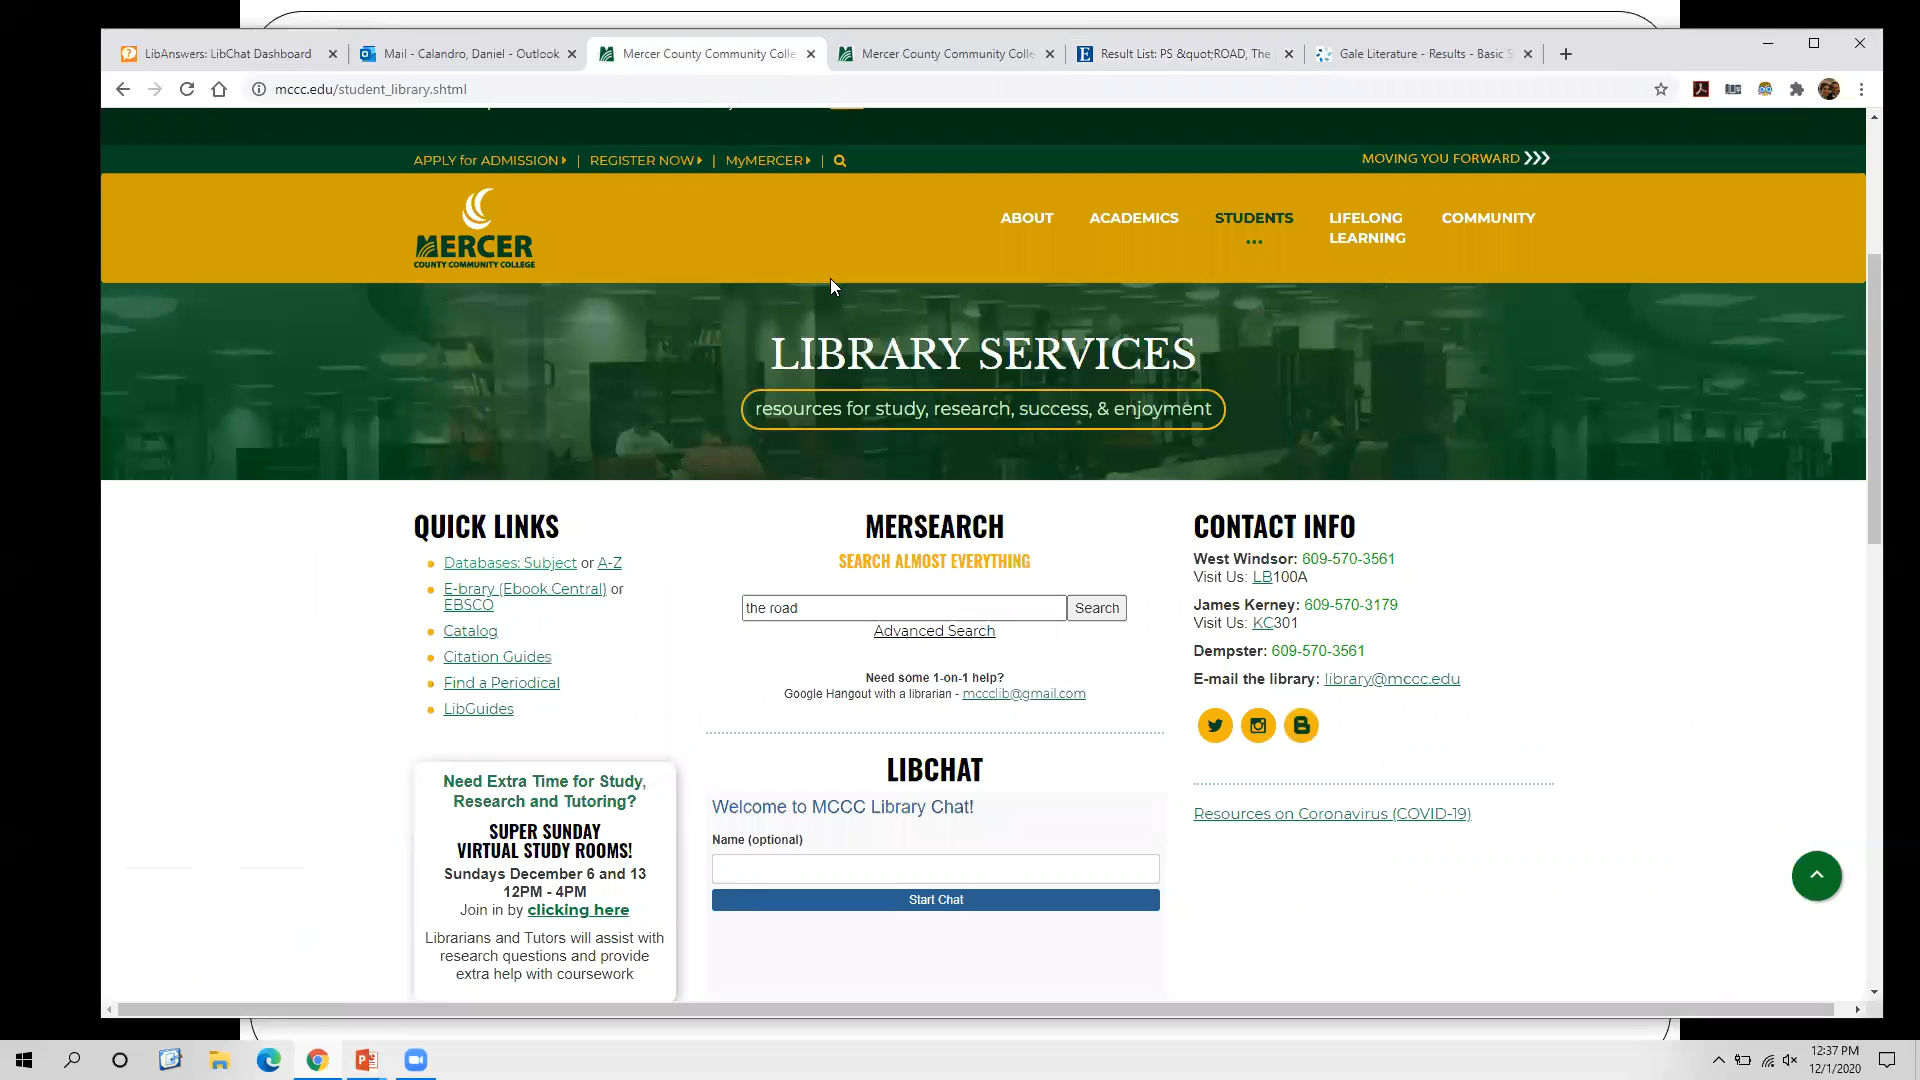 LibAnswers: LibChat Dashboard
Mail - Calandro, Daniel - Outlook
Mercer County Community Colle
Mercer County Community Colle
Result List: PS &quot;ROAD, The
Gale Literature - Results - Basic S
mccc.edu/student_library.shtml
APPLY for ADMISSION | REGISTER NOW | MyMERCER |
MOVING YOU FORWARD
MERCER
COUNTY COMMUNITY COLLEGE
ABOUT
ACADEMICS
STUDENTS
LIFELONG
LEARNING
COMMUNITY
LIBRARY SERVICES
resources for study, research, success, & enjoyment
QUICK LINKS
Databases: Subject or A-Z
E-brary (Ebook Central) or
EBSCO
Catalog
Citation Guides
Find a Periodical
LibGuides
Need Extra Time for Study,
Research and Tutoring?
SUPER SUNDAY
VIRTUAL STUDY ROOMS!
Sundays December 6 and 13
12PM - 4PM
Join in by clicking here
Librarians and Tutors will assist with
research questions and provide
extra help with coursework
MERSEARCH
SEARCH ALMOST EVERYTHING
the road
Search
Advanced Search
Need some 1-on-1 help?
Google Hangout with a librarian - mccclib@gmail.com
LIBCHAT
Welcome to MCCC Library Chat!
Name (optional)
Start Chat
CONTACT INFO
West Windsor: 609-570-3561
Visit Us: LB100A
James Kerney: 609-570-3179
Visit Us: KC301
Dempster: 609-570-3561
E-mail the library: library@mccc.edu
Resources on Coronavirus (COVID-19)
12:37 PM
12/1/2020